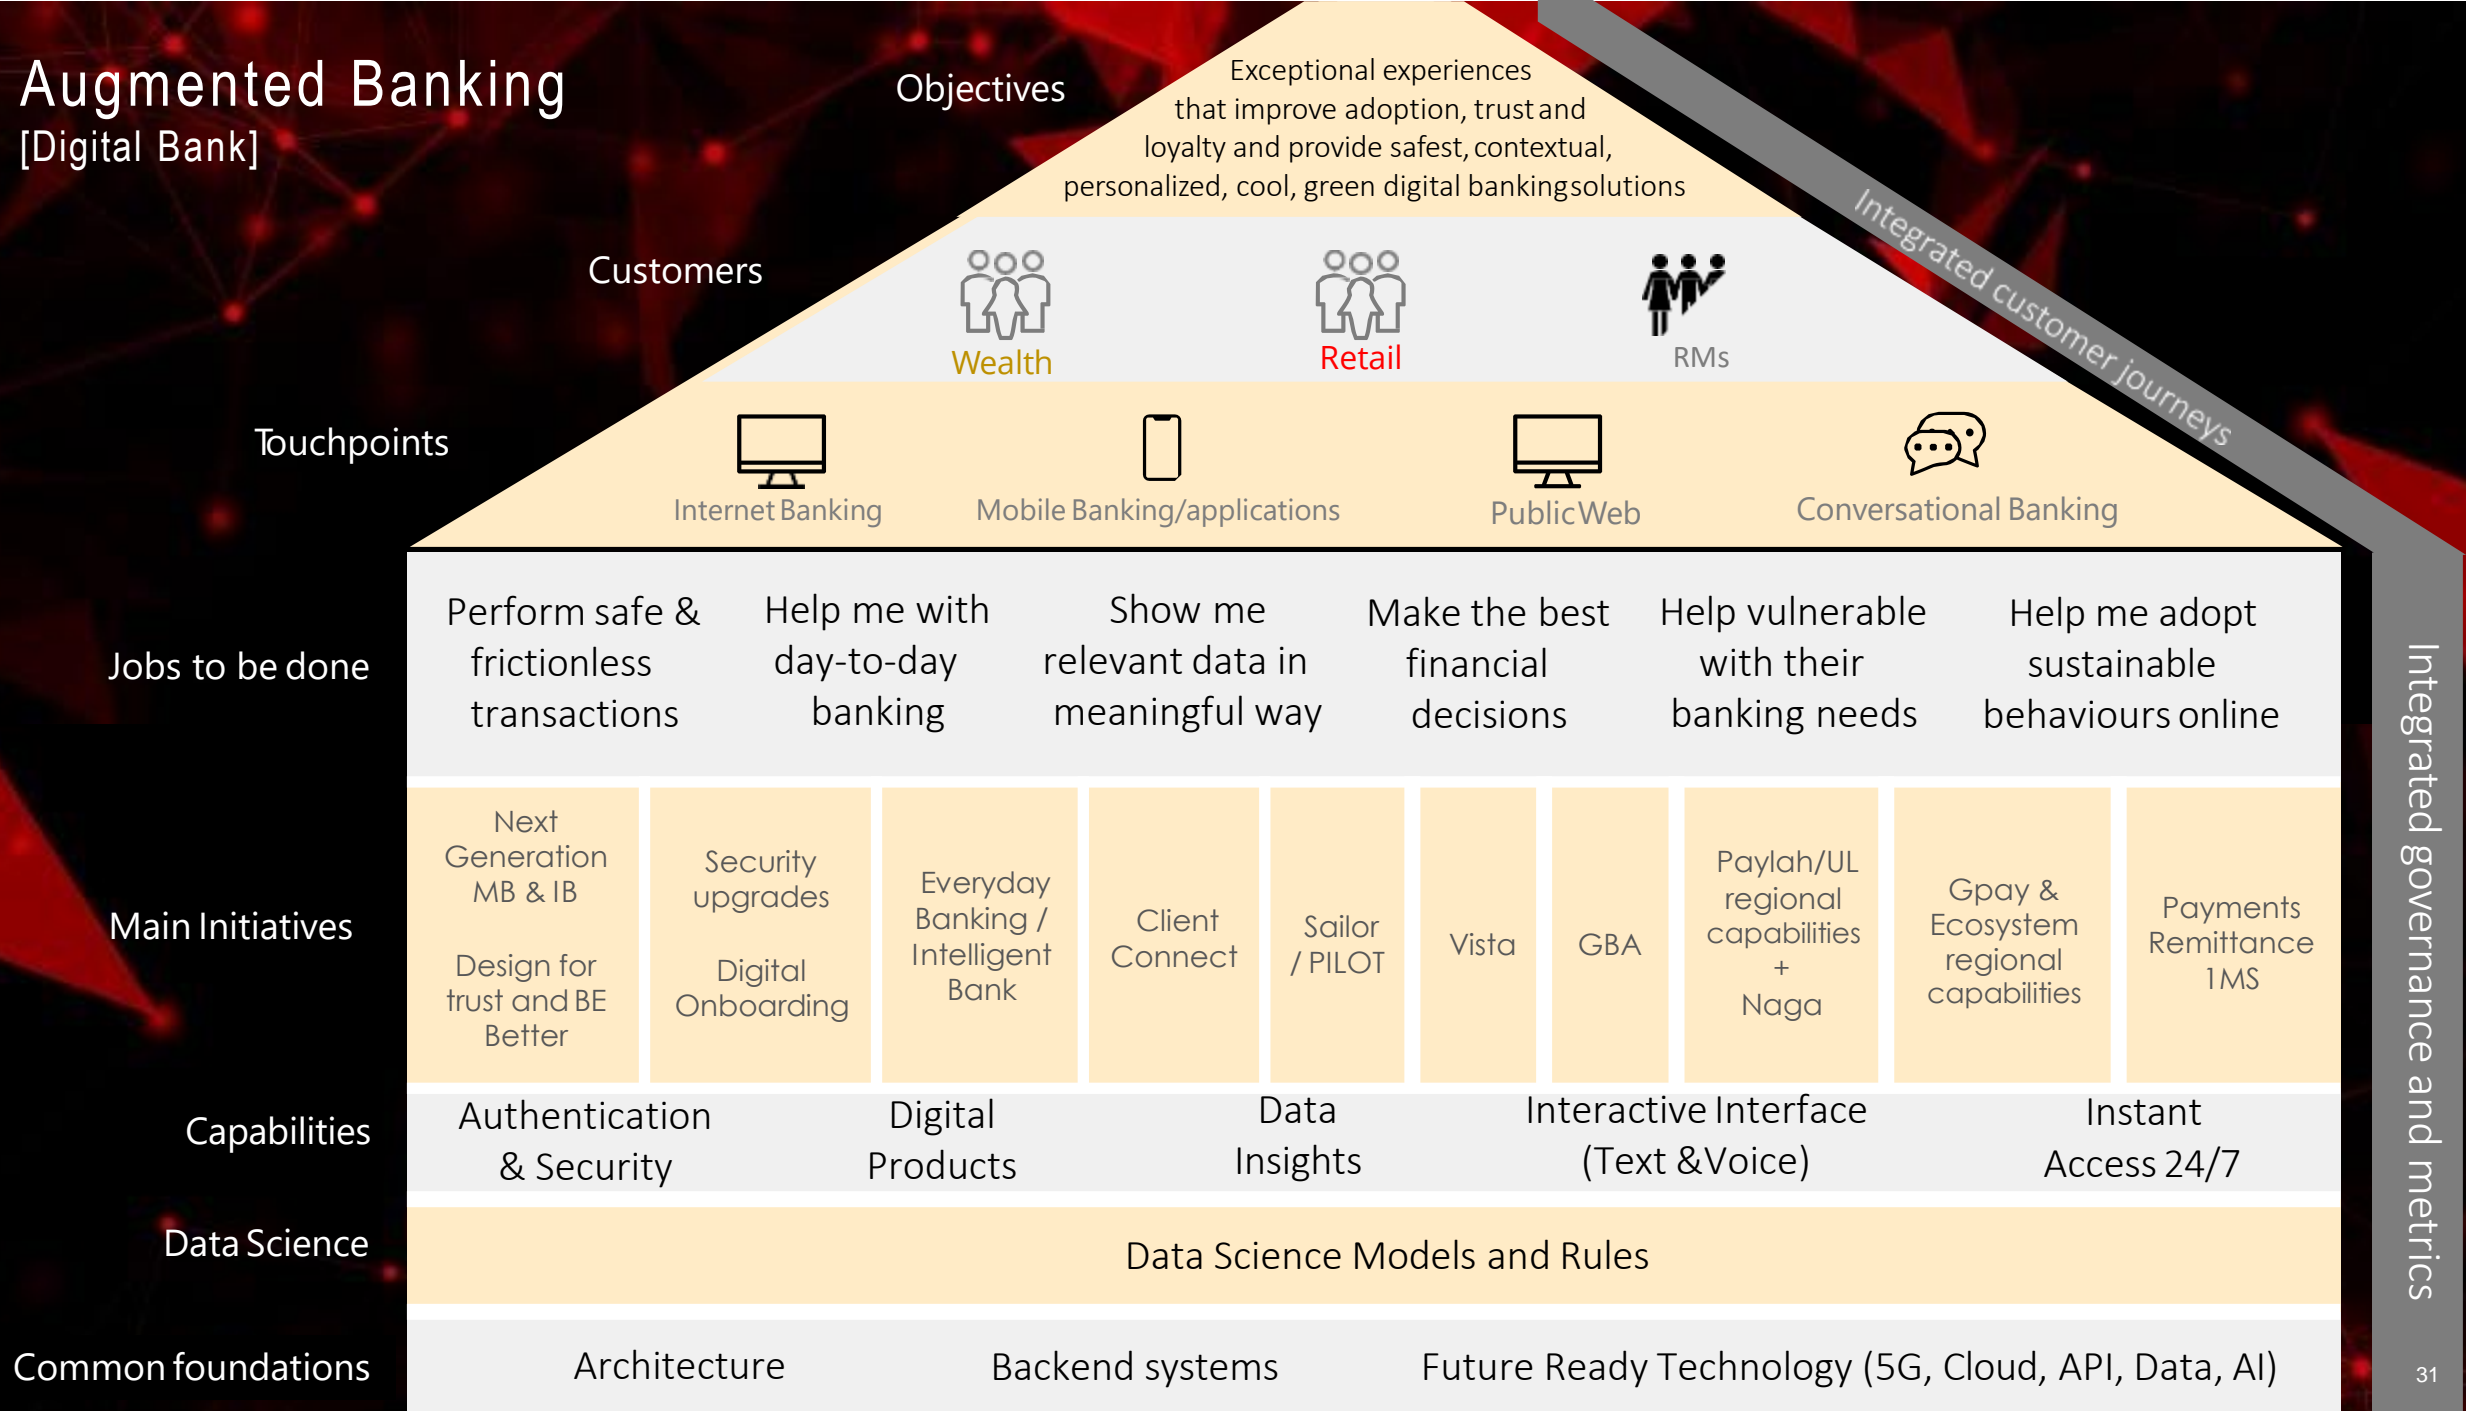 Augmented Banking
[Digital Bank]
Objectives
Exceptional experiences
that improve adoption, trust and
loyalty and provide safest, contextual,
personalized, cool, green digital banking solutions
Customers
Wealth
Retail
RMs
Integrated customer journeys
Touchpoints
Internet Banking
Mobile Banking/applications
Public Web
Conversational Banking
Jobs to be done
Perform safe &
frictionless
transactions
Help me with
day-to-day
banking
Show me
relevant data in
meaningful way
Make the best
financial
decisions
Help vulnerable
with their
banking needs
Help me adopt
sustainable
behaviours online
Integrated governance and metrics
Main Initiatives
Next
Generation
MB & IB
Design for
trust and BE
Better
Security
upgrades
Digital
Onboarding
Everyday
Banking /
Intelligent
Bank
Client
Connect
Sailor
/ PILOT
Vista
GBA
Paylah/UL
regional
capabilities
+
Naga
Gpay &
Ecosystem
regional
capabilities
Payments
Remittance
1MS
Capabilities
Authentication
& Security
Digital
Products
Data
Insights
Interactive Interface
(Text &Voice)
Instant
Access 24/7
Data Science
Data Science Models and Rules
Common foundations
Architecture
Backend systems
Future Ready Technology (5G, Cloud, API, Data, AI)
31